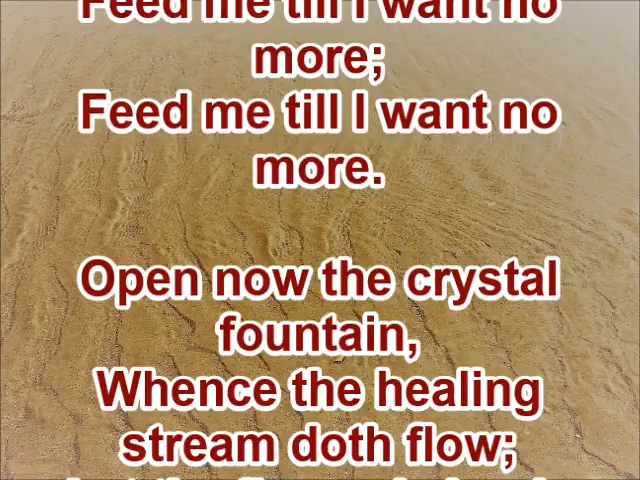 Feed me till I want no
more;
Feed me till I want no
more.
Open now the crystal
fountain,
Whence the healing
stream doth flow;